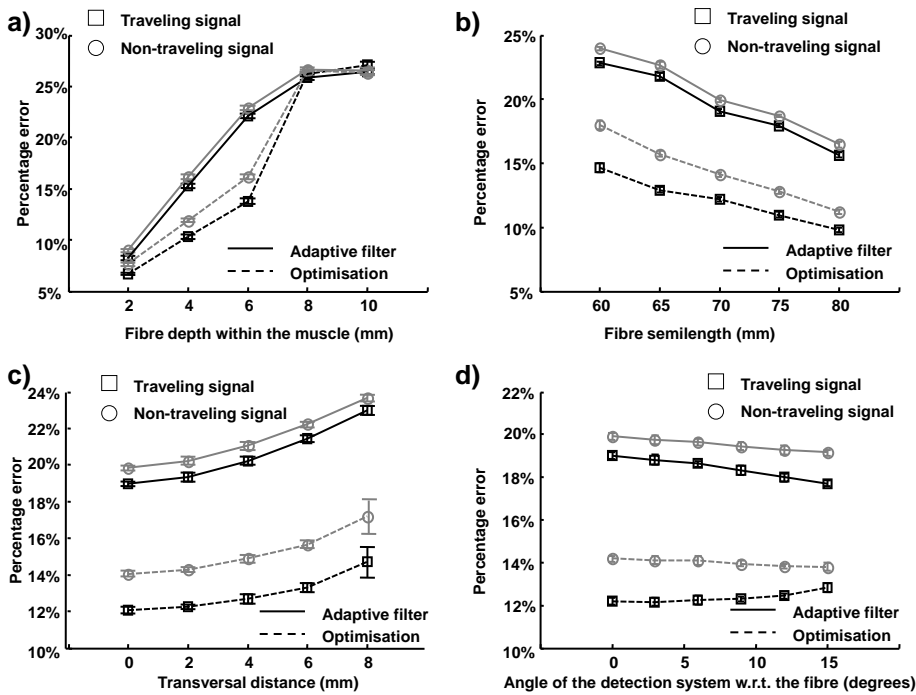 a)
Traveling signal
Non-traveling signal
30%
25%
20%
15%
10%
5%
Percentage error
Adaptive filter
Optimisation
2 4 6 8 10
Fibre depth within the muscle (mm)
b)
Traveling signal
Non-traveling signal
25%
20%
15%
10%
5%
Percentage error
Adaptive filter
Optimisation
60 65 70 75 80
Fibre semilength (mm)
c)
Traveling signal
Non-traveling signal
24%
22%
20%
18%
16%
14%
12%
10%
Percentage error
Adaptive filter
Optimisation
0 2 4 6 8
Transversal distance (mm)
d)
Traveling signal
Non-traveling signal
22%
20%
18%
16%
14%
12%
10%
Percentage error
Adaptive filter
Optimisation
0 5 10 15
Angle of the detection system w.r.t. the fibre (degrees)